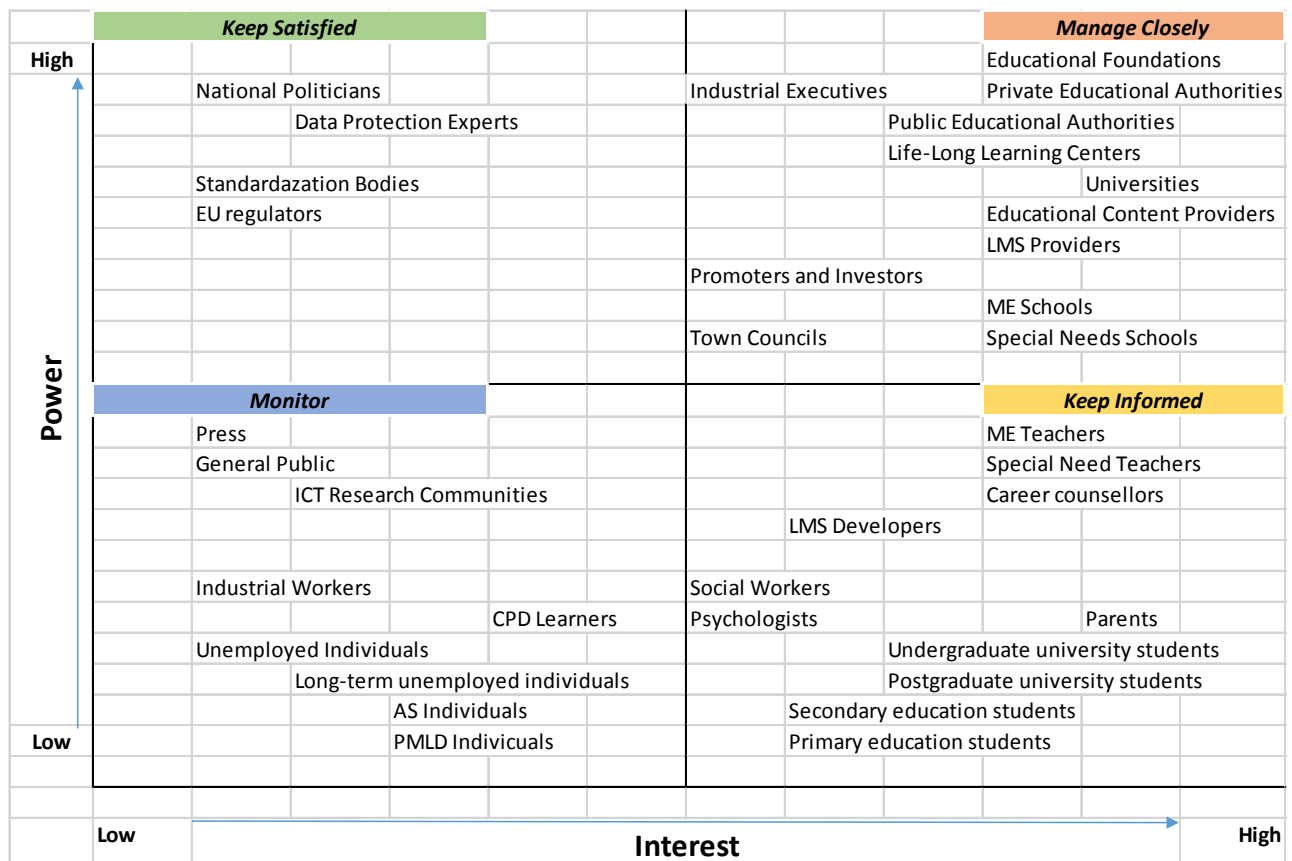 Keep Satisfied Manage Closely
High Educational Foundations
National Politicians Industrial Executives Private Educational Authorities
Data Protection Experts Public Educational Authorities
Life-Long Learning Centers
Standardazation Bodies Universities
EU regulators Educational Content Providers
LMS Providers
Promoters and Investors
ME Schools
Town Councils Special Needs Schools
Power
Monitor Keep Informed
Press ME Teachers
General Public Special Need Teachers
ICT Research Communities Career counsellors
LMS Developers
Industrial Workers Social Workers
CPD Learners Psychologists Parents
Unemployed Individuals Undergraduate university students
Long-term unemployed individuals Postgraduate university students
AS Individuals Secondary education students
Low PMLD Indivicuals Primary education students
Low Interest High